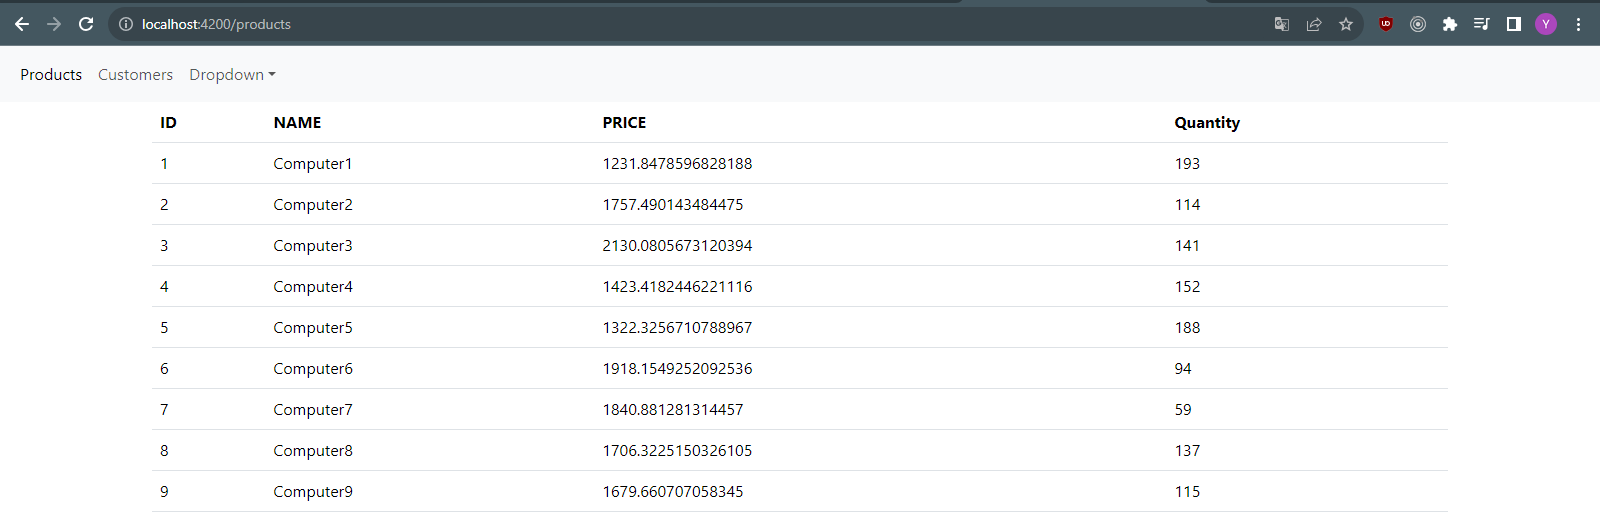 localhost:4200/products
Y
Products Customers Dropdown
ID NAME PRICE Quantity
1 Computer1 1231.8478596828188 193
2 Computer2 1757.490143484475 114
3 Computer3 2130.0805673120394 141
4 Computer4 1423.4182446221116 152
5 Computer5 1322.3256710788967 188
6 Computer6 1918.1549252092536 94
7 Computer7 1840.881281314457 59
8 Computer8 1706.3225150326105 137
9 Computer9 1679.660707058345 115